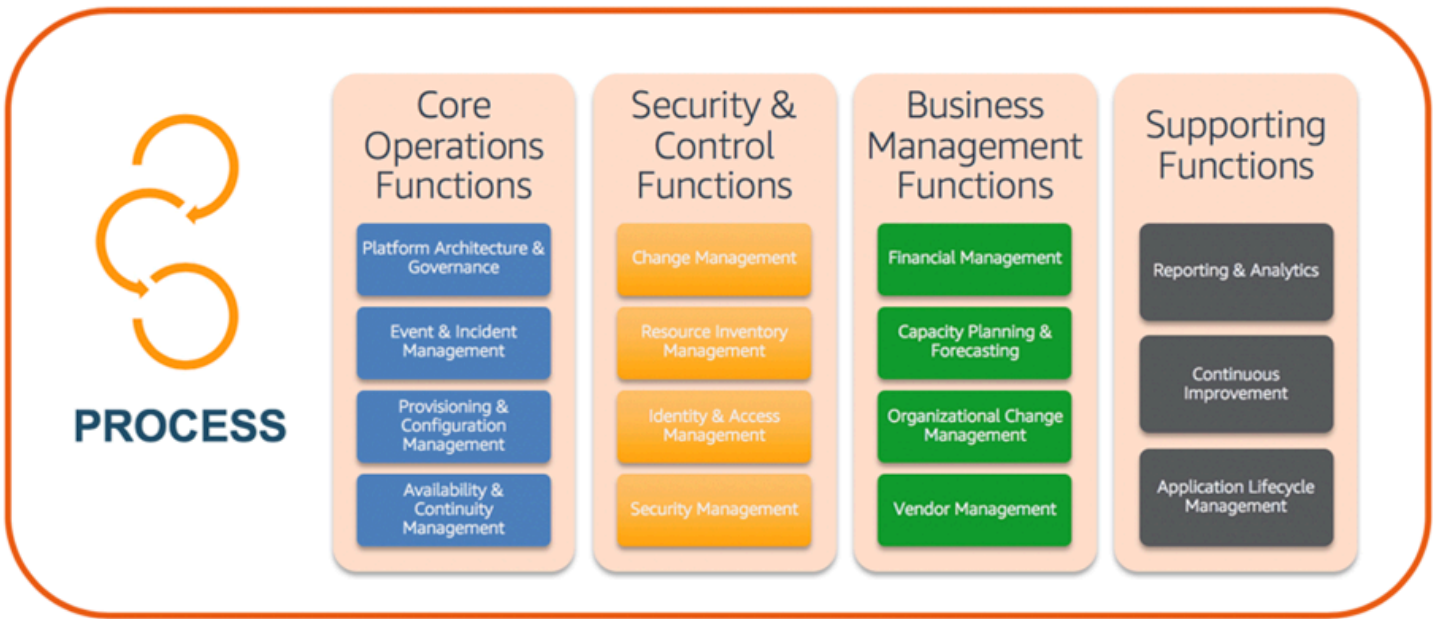 PROCESS
Core
Operations
Functions
Platform Architecture &
Governance
Event & Incident
Management
Provisioning &
Configuration
Management
Availability &
Continuity
Management
Security &
Control
Functions
Change Management
Resource Inventory
Management
Identity & Access
Management
Security Management
Business
Management
Functions
Financial Management
Capacity Planning &
Forecasting
Organizational Change
Management
Vendor Management
Supporting
Functions
Reporting & Analytics
Continuous
Improvement
Application Lifecycle
Management